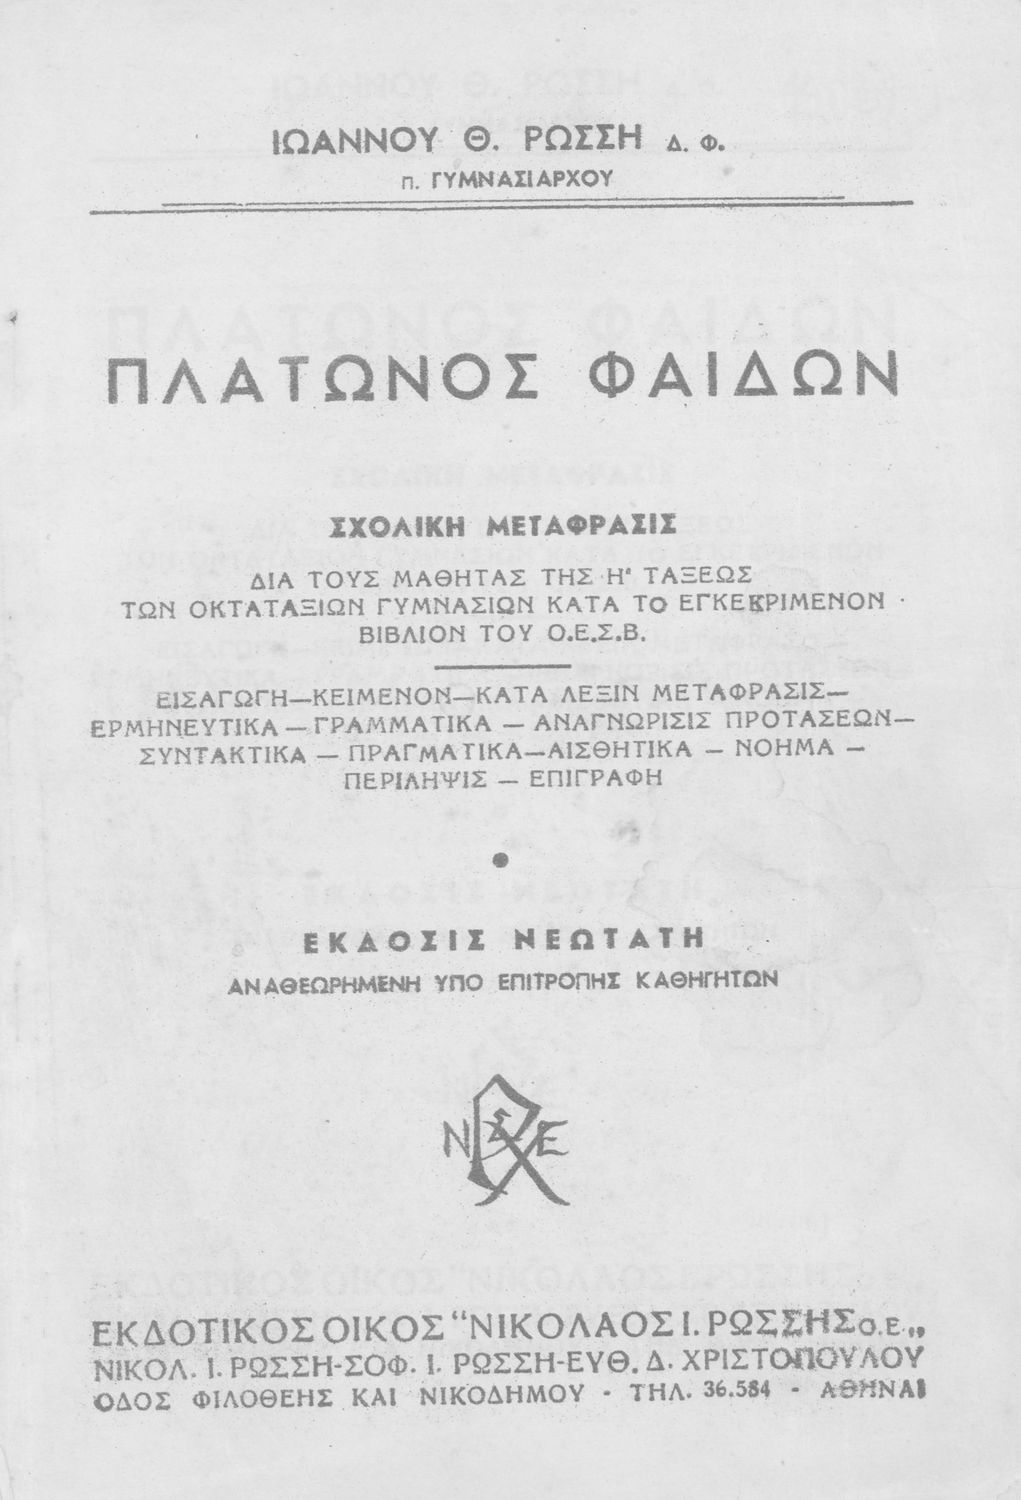 ΙΩΑΝΝΟΥ Θ. ΡΩΣΣΗ Δ. Φ.
π. ΓΥΜΝΑΣΙΑΡΧΟΥ
ΠΛΑΤΩΝΟΣ ΦΑΙΔΩΝ
ΣΧΟΛΙΚΗ ΜΕΤΑΦΡΑΣΙΣ
ΔΙΑ ΤΟΥΣ ΜΑΘΗΤΑΣ ΤΗΣ Η' ΤΑΞΕΩΣ
ΤΩΝ ΟΚΤΑΤΑΞΙΩΝ ΓΥΜΝΑΣΙΩΝ ΚΑΤΑ ΤΟ ΕΓΚΕΚΡΙΜΕΝΟΝ
ΒΙΒΛΙΟΝ ΤΟΥ Ο.Ε.Σ.Β.
ΕΙΣΑΓΩΓΗ—ΚΕΙΜΕΝΟΝ—ΚΑΤΑ ΛΕΞΙΝ ΜΕΤΑΦΡΑΣΙΣ—
ΕΡΜΗΝΕΥΤΙΚΑ — ΓΡΑΜΜΑΤΙΚΑ — ΑΝΑΓΝΩΡΙΣΙΣ ΠΡΟΤΑΣΕΩΝ—
ΣΥΝΤΑΚΤΙΚΑ — ΠΡΑΓΜΑΤΙΚΑ—ΑΙΣΘΗΤΙΚΑ — ΝΟΗΜΑ —
ΠΕΡΙΛΗΨΙΣ — ΕΠΙΓΡΑΦΗ
ΕΚΔΟΣΙΣ ΝΕΩΤΑΤΗ
ΑΝΑΘΕΩΡΗΜΕΝΗ ΥΠΟ ΕΠΙΤΡΟΠΗΣ ΚΑΘΗΓΗΤΩΝ
Ν Σ Ε
ΕΚΔΟΤΙΚΟΣ ΟΙΚΟΣ "ΝΙΚΟΛΑΟΣ Ι. ΡΩΣΣΗΣ Ο.Ε.„
ΝΙΚΟΛ. Ι. ΡΩΣΣΗ-ΣΟΦ. Ι. ΡΩΣΣΗ-ΕΥΘ. Δ. ΧΡΙΣΤΟΠΟΥΛΟΥ
ΟΔΟΣ ΦΙΛΟΘΕΗΣ ΚΑΙ ΝΙΚΟΔΗΜΟΥ - ΤΗΛ. 36.584 - ΑΘΗΝΑΙ